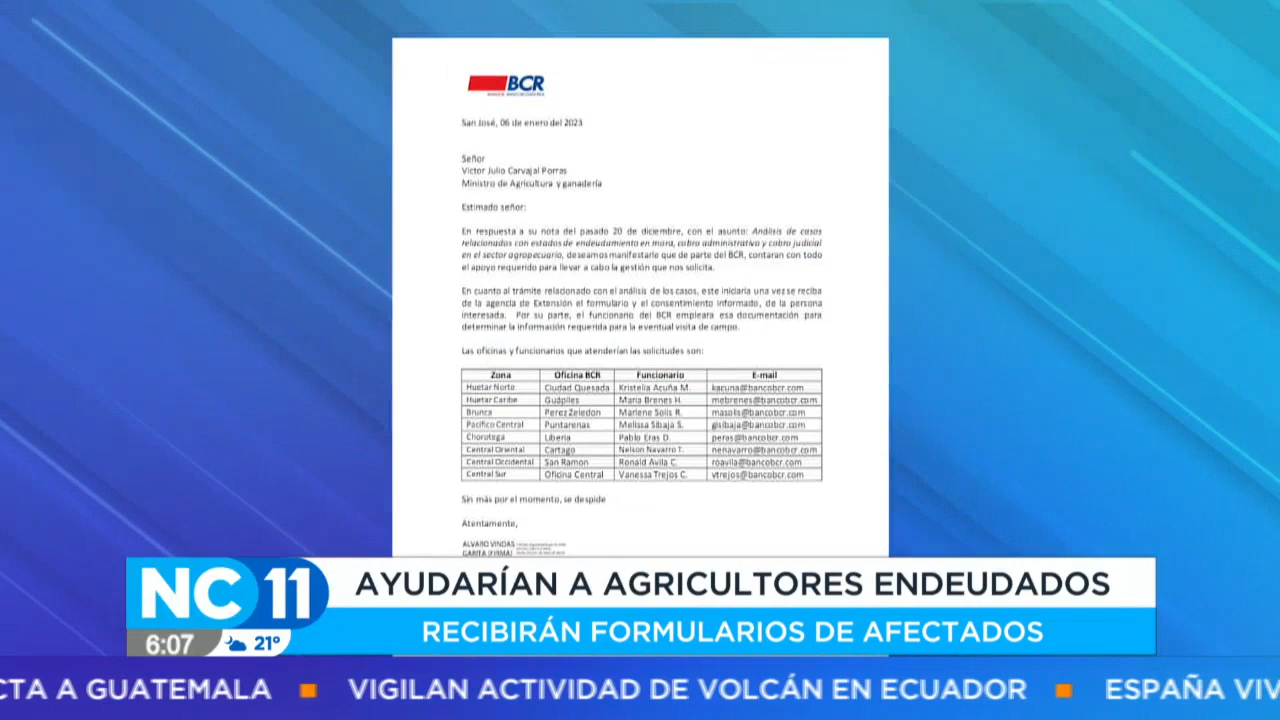 BCR
San José, 06 de enero del 2023
Señor
Victor Julio Carvajal Porras
Ministro de Agricultura y ganadería
Estimado señor:
En respuesta a su nota del pasado 20 de diciembre, con el asunto: Análisis de casos
relacionados con estados de endeudamiento en mora, cobro administrativo y cobro judicial
en el sector agropecuario, deseamos manifestarle que de parte del BCR, contaran con todo
el apoyo requerido para llevar a cabo la gestión que nos solicita.
En cuanto al trámite relacionado con el análisis de los casos, este iniciaría una vez se reciba
de la agencia de Extensión el formulario y el consentimiento informado, de la persona
interesada. Por su parte, el funcionario del BCR empleara esa documentación para
determinar la información requerida para la eventual visita de campo.
Las oficinas y funcionarios que atenderían las solicitudes son:
Zona Oficina BCR Funcionario E-mail
Huetar Norte Ciudad Quesada Kristelia Acuña M. kacuna@bancobcr.com
Huetar Caribe Guápiles Maria Brenes H. mebrenes@bancobcr.com
Brunca Perez Zeledon Marlene Solis R. masolis@bancobcr.com
Pacifico Central Puntarenas Melissa Sibaja S. gisibaja@bancobcr.com
Chorotega Liberia Pablo Eras D. peras@bancobcr.com
Central Oriental Cartago Nelson Navarro T. nenavarro@bancobcr.com
Central Occidental San Ramon Ronald Avila C. roavila@bancobcr.com
Central Sur Oficina Central Vanessa Trejos C. vtrejos@bancobcr.com
Sin más por el momento, se despide
Atentamente,
ALVARO VINDAS
GARITA (FIRMA)
NC 11
AYUDARÍAN A AGRICULTORES ENDEUDADOS
RECIBIRÁN FORMULARIOS DE AFECTADOS
6:07 21°
CTA A GUATEMALA VIGILAN ACTIVIDAD DE VOLCÁN EN ECUADOR ESPAÑA VIV